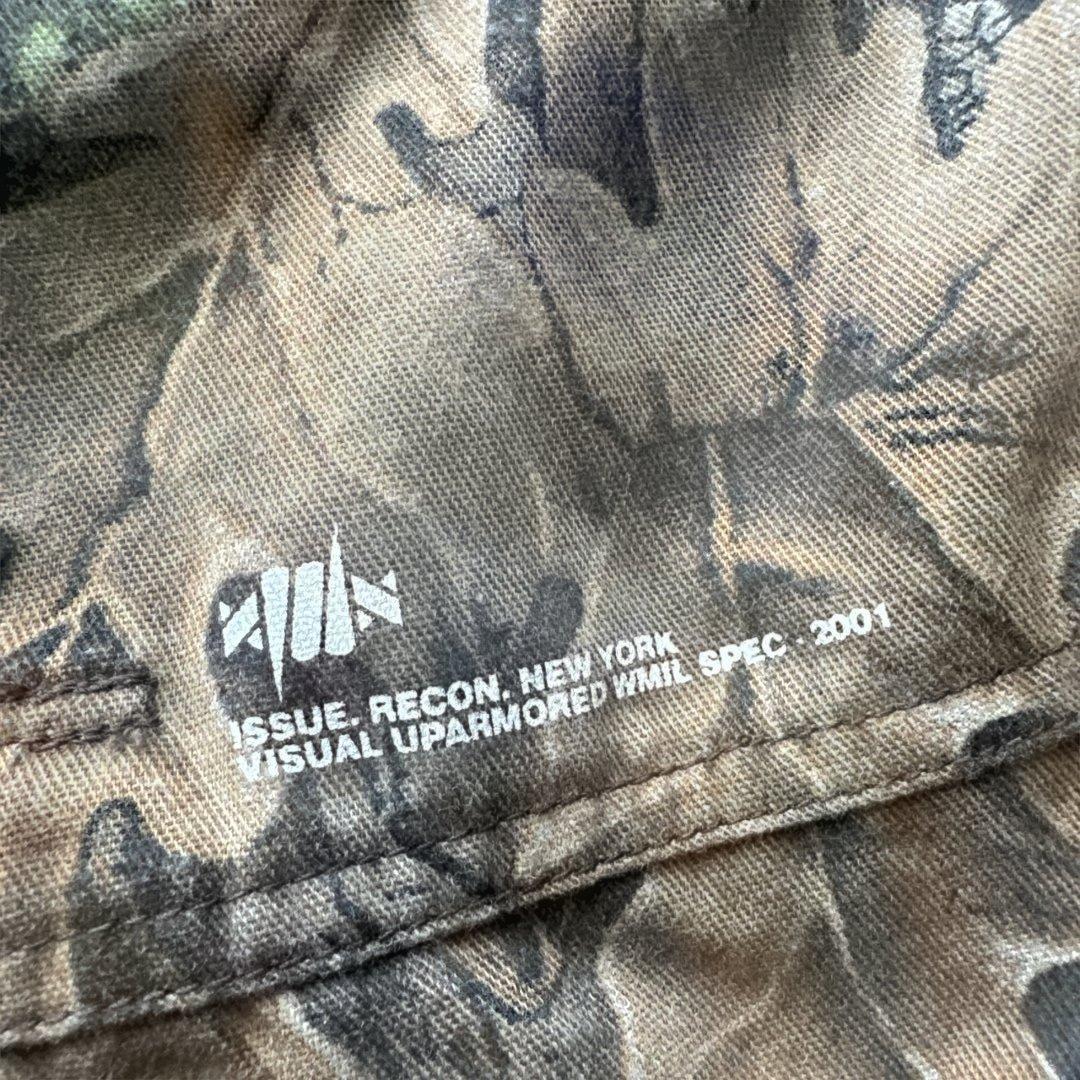 ISSUE. RECON. NEW YORK
VISUAL UPARMORED WMIL SPEC - 2001